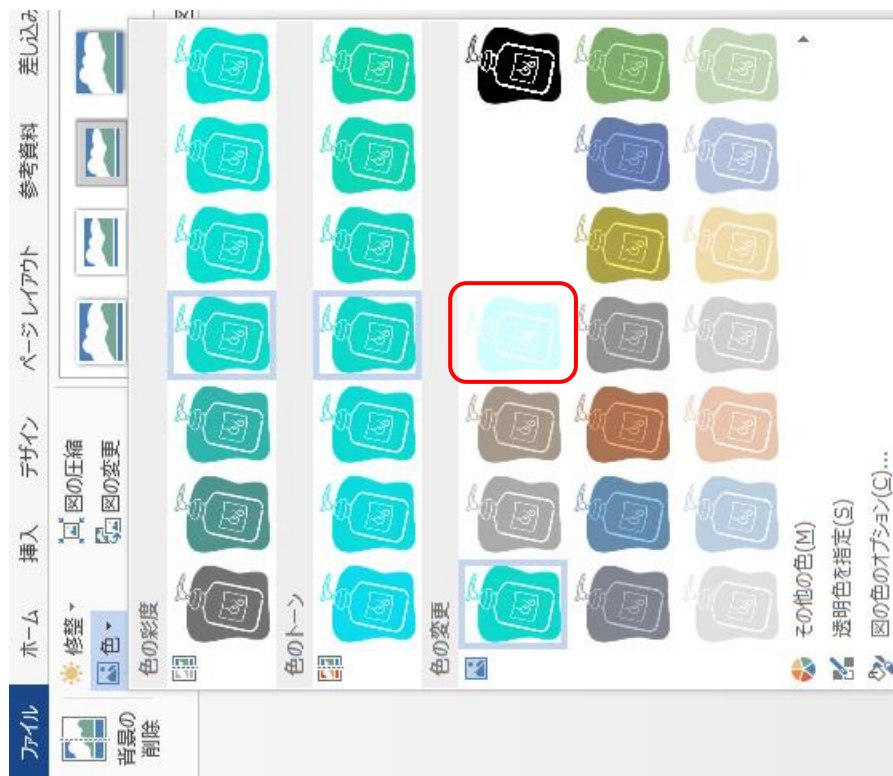 ファイル
ホーム
挿入
デザイン
ページ レイアウト
参考資料
差し込み
背景の
削除
修整
色
図の圧縮
図の変更
色の彩度
色のトーン
色の変更
その他の色(M)
透明色を指定(S)
図の色のオプション(C)...